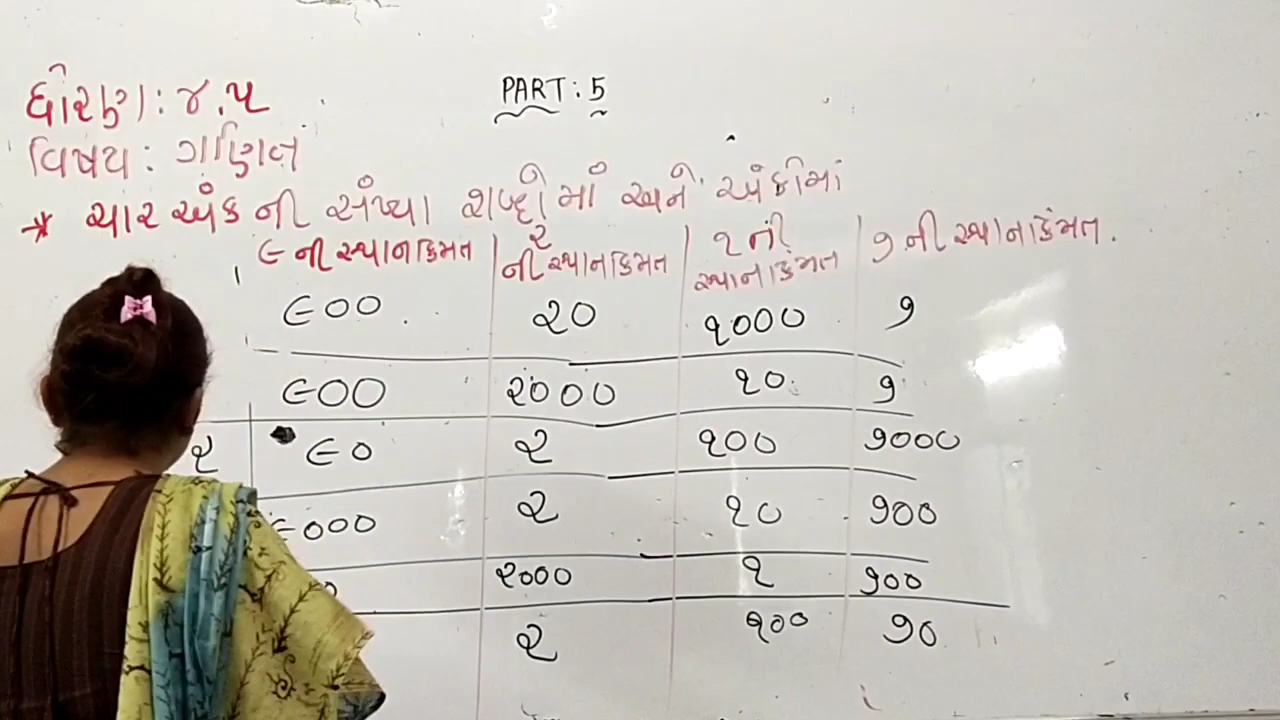 ધોરણ : ૪.૫
PART : 5
વિષય : ગણિત
* ચાર અંક ની સંખ્યા શબ્દોમાં અને અંકોમાં
૯ ની સ્થાનકિંમત ૨ ની સ્થાનકિંમત ૧ ની સ્થાનકિંમત ૭ ની સ્થાનકિંમત.
૯૦૦ ૨૦ ૧૦૦૦ ૭
૯૦૦ ૨૦૦૦ ૧૦ ૭
૨ ૯૦ ૨ ૧૦૦ ૭૦૦૦
૯૦૦૦ ૨ ૧૦ ૭૦૦
૨૦૦૦ ૧ ૭૦૦
૨ ૧૦૦ ૭૦